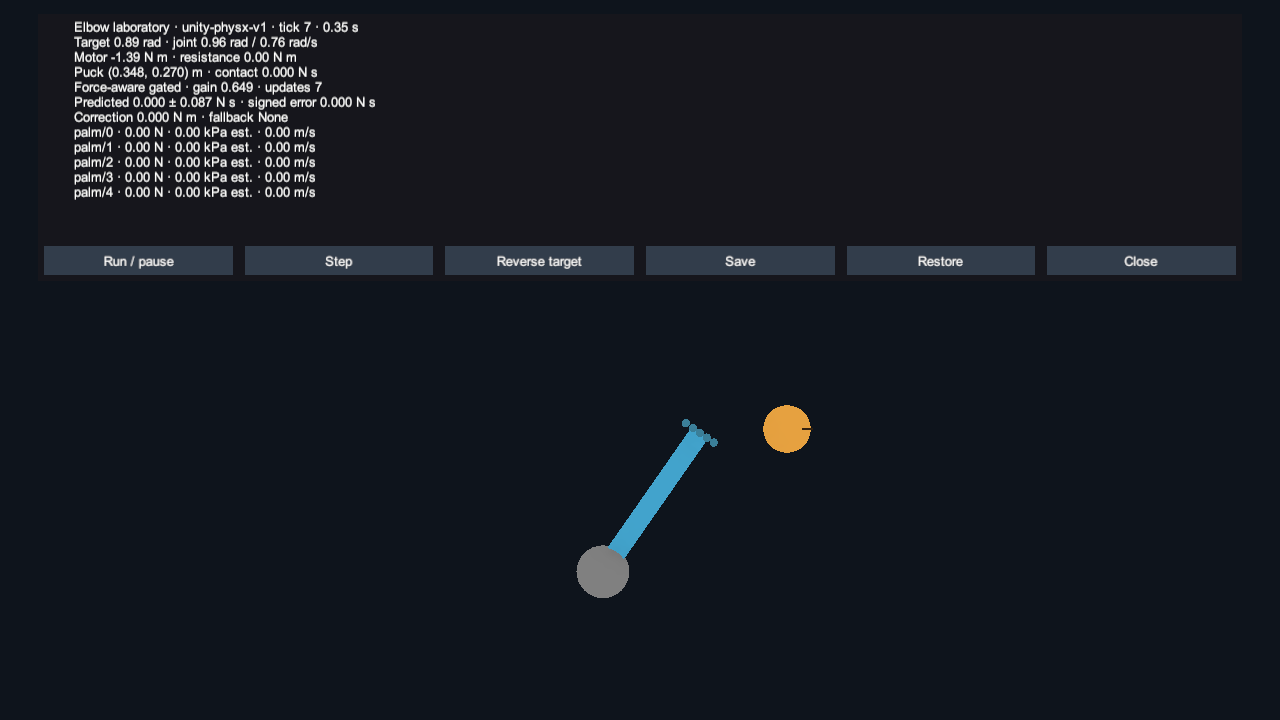 Elbow laboratory · unity-physx-v1 · tick 7 · 0.35 s
Target 0.89 rad · joint 0.96 rad / 0.76 rad/s
Motor -1.39 N m · resistance 0.00 N m
Puck (0.348, 0.270) m · contact 0.000 N s
Force-aware gated · gain 0.649 · updates 7
Predicted 0.000 ± 0.087 N s · signed error 0.000 N s
Correction 0.000 N m · fallback None
palm/0 · 0.00 N · 0.00 kPa est. · 0.00 m/s
palm/1 · 0.00 N · 0.00 kPa est. · 0.00 m/s
palm/2 · 0.00 N · 0.00 kPa est. · 0.00 m/s
palm/3 · 0.00 N · 0.00 kPa est. · 0.00 m/s
palm/4 · 0.00 N · 0.00 kPa est. · 0.00 m/s
Run / pause
Step
Reverse target
Save
Restore
Close